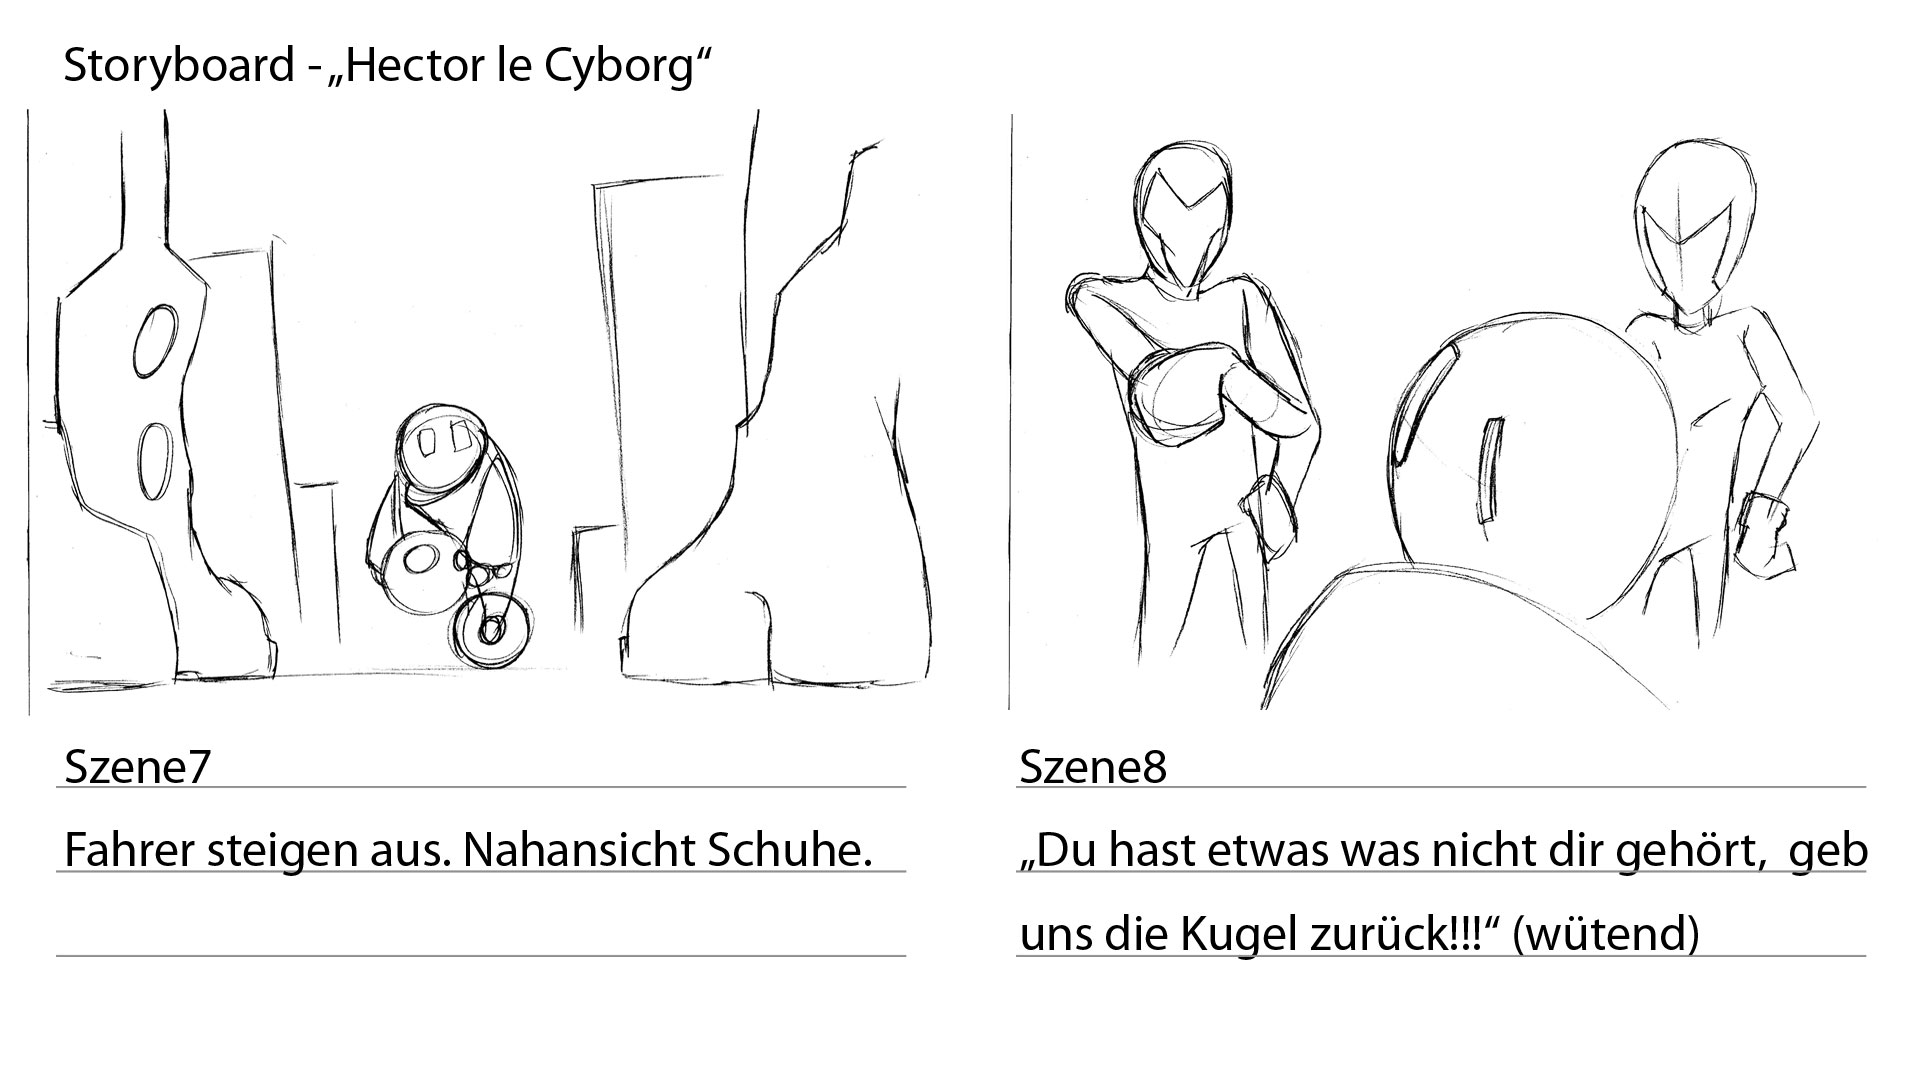 Storyboard - „Hector le Cyborg“
Szene7
Fahrer steigen aus. Nahansicht Schuhe.
Szene8
„Du hast etwas was nicht dir gehört,  geb
uns die Kugel zurück!!!“ (wütend)